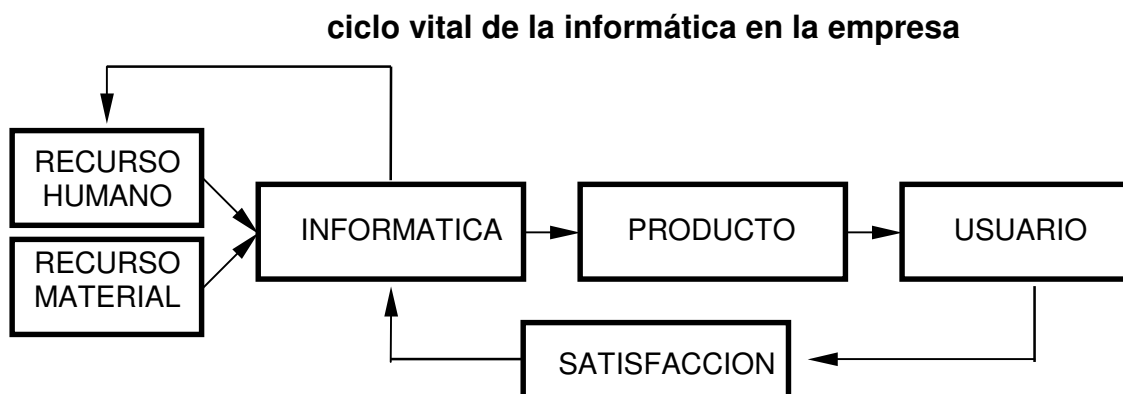 ciclo vital de la informática en la empresa
RECURSO
HUMANO
RECURSO
MATERIAL
INFORMATICA
PRODUCTO
USUARIO
SATISFACCION